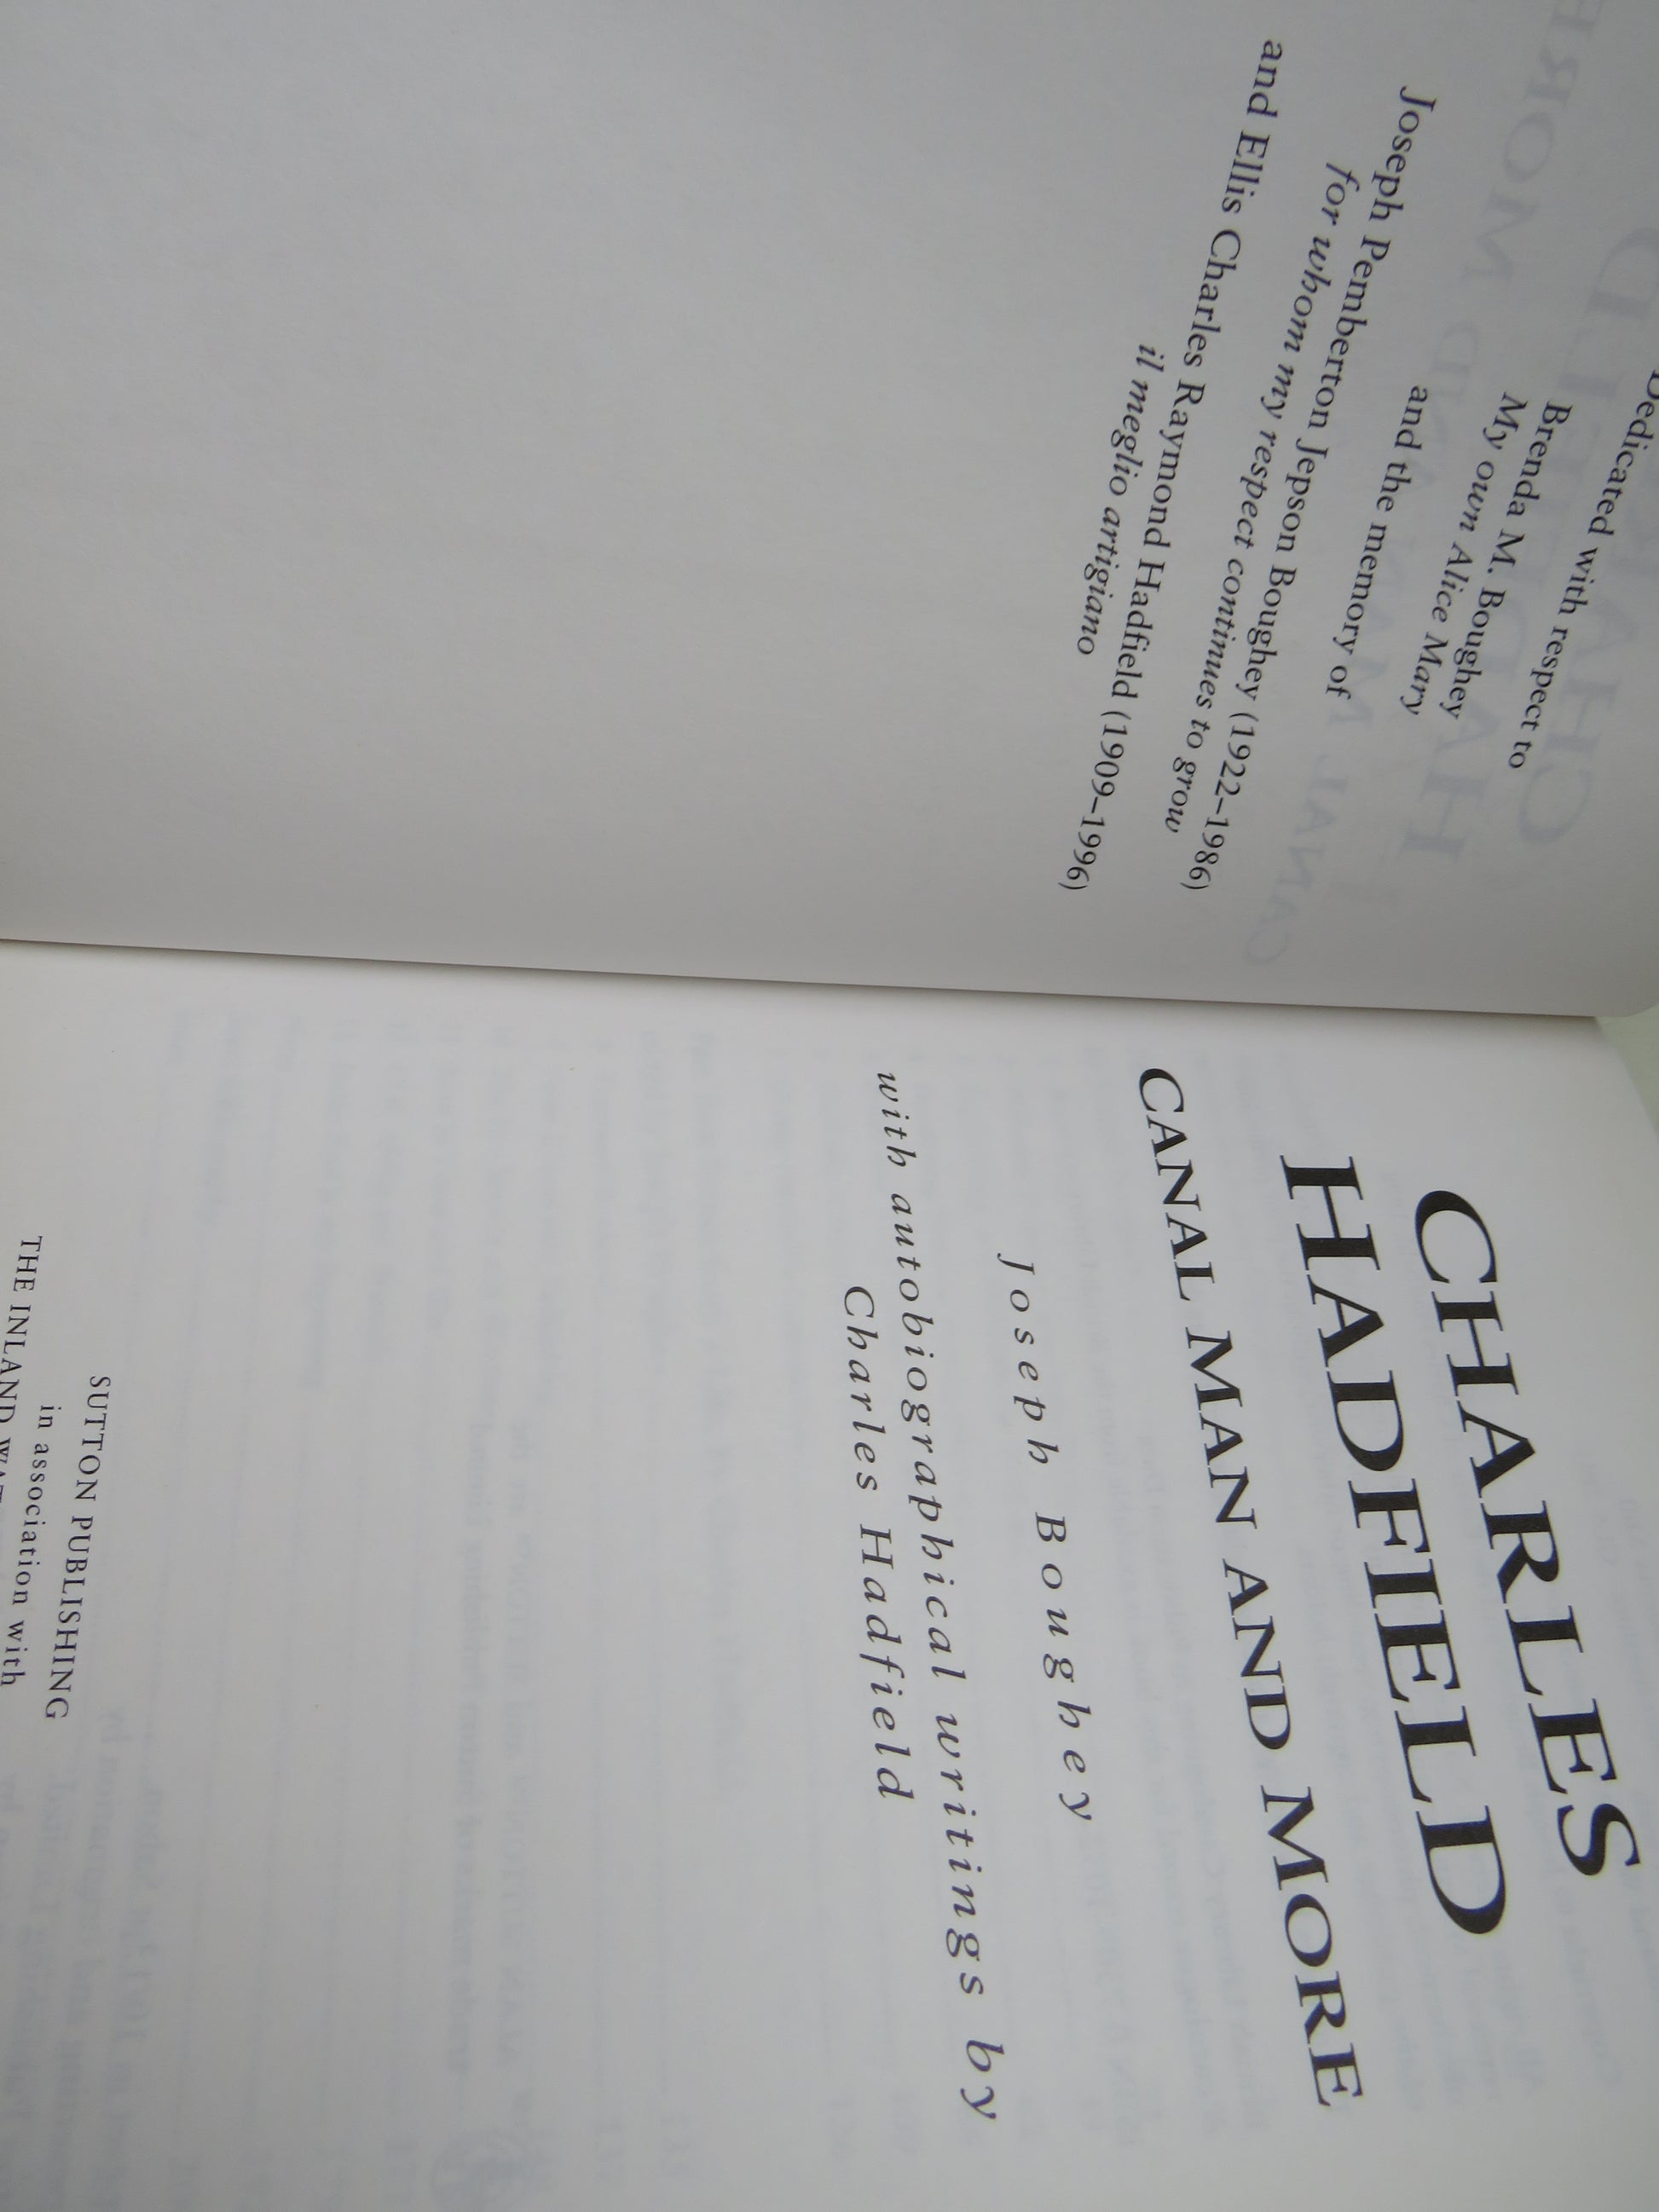 Dedicated with respect to
Brenda M. Boughey
My own Alice Mary
and the memory of
Joseph Pemberton Jepson Boughey (1922–1986)
for whom my respect continues to grow
and Ellis Charles Raymond Hadfield (1909–1996)
il meglio artigiano
CHARLES
HADFIELD
CANAL MAN AND MORE
Joseph Boughey
with autobiographical writings by
Charles Hadfield
SUTTON PUBLISHING
in association with
THE INLAND